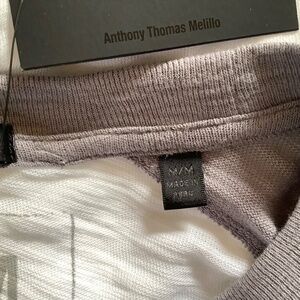 Anthony Thomas Melillo
M/M
MADE IN
PERU